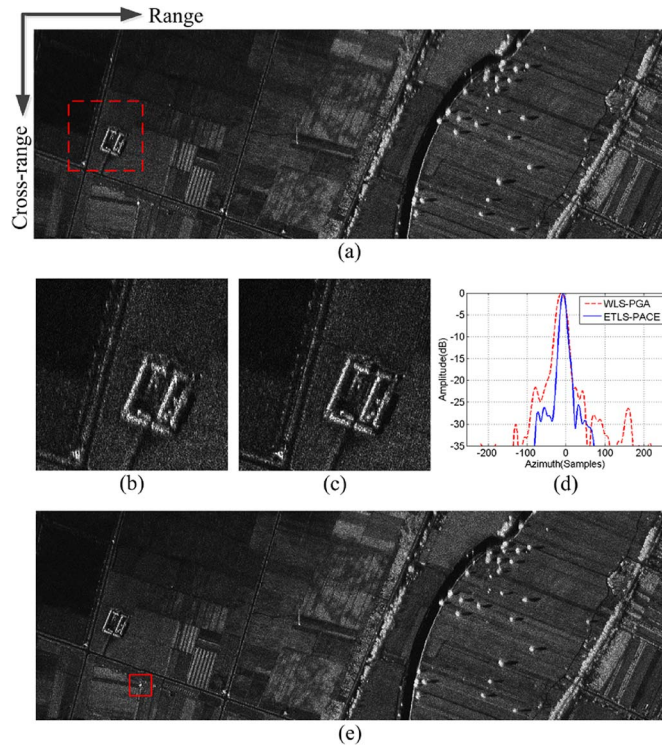 Range
Cross-range
(a)
(b)
(c)
(d)
WLS-PGA
ETLS-PACE
Amplitude(dB)
0
-5
-10
-15
-20
-25
-30
-35
-200 -100 0 100 200
Azimuth(Samples)
(e)